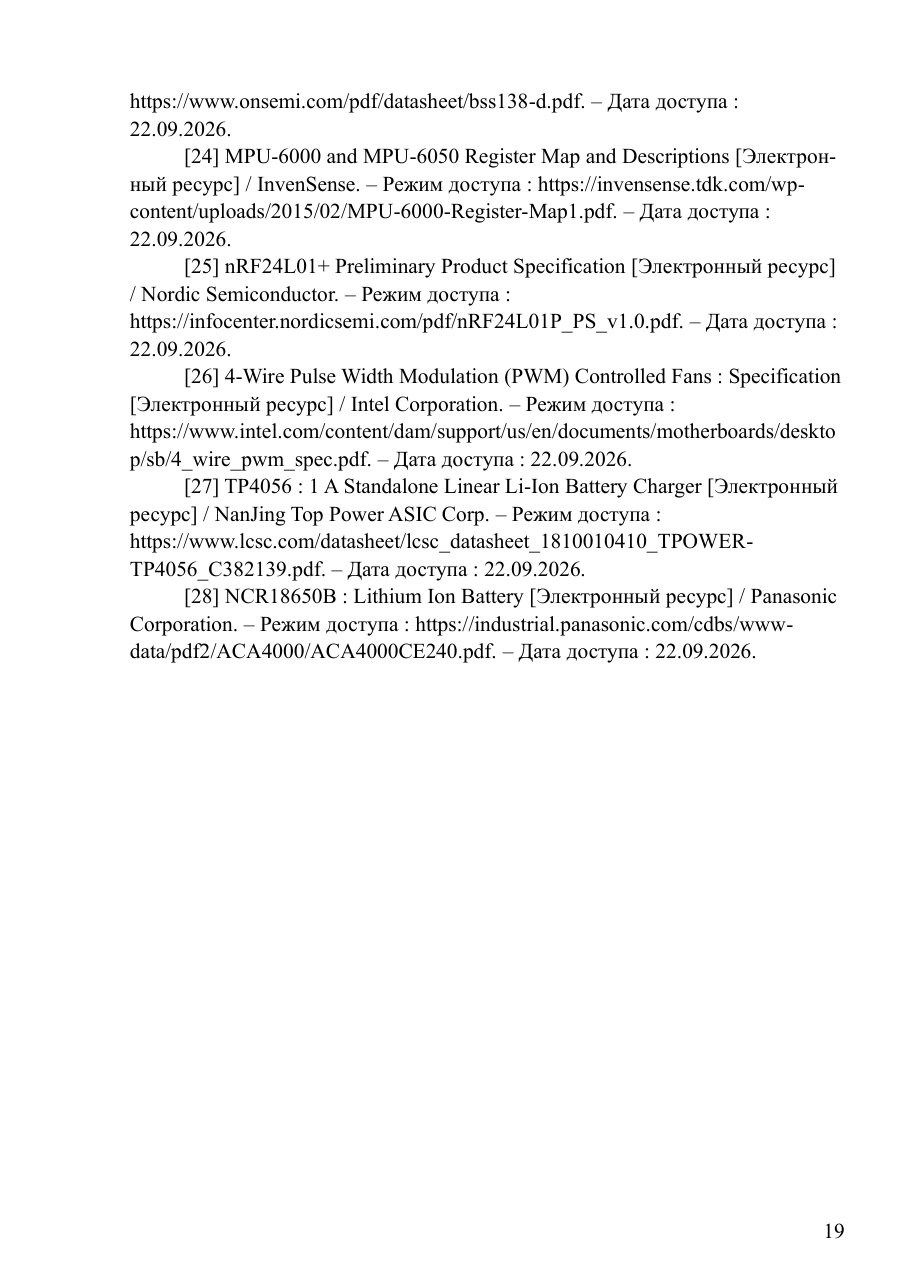 https://www.onsemi.com/pdf/datasheet/bss138-d.pdf. – Дата доступа :
22.09.2026.
[24] MPU-6000 and MPU-6050 Register Map and Descriptions [Электрон-
ный ресурс] / InvenSense. – Режим доступа : https://invensense.tdk.com/wp-
content/uploads/2015/02/MPU-6000-Register-Map1.pdf. – Дата доступа :
22.09.2026.
[25] nRF24L01+ Preliminary Product Specification [Электронный ресурс]
/ Nordic Semiconductor. – Режим доступа :
https://infocenter.nordicsemi.com/pdf/nRF24L01P_PS_v1.0.pdf. – Дата доступа :
22.09.2026.
[26] 4-Wire Pulse Width Modulation (PWM) Controlled Fans : Specification
[Электронный ресурс] / Intel Corporation. – Режим доступа :
https://www.intel.com/content/dam/support/us/en/documents/motherboards/deskto
p/sb/4_wire_pwm_spec.pdf. – Дата доступа : 22.09.2026.
[27] TP4056 : 1 A Standalone Linear Li-Ion Battery Charger [Электронный
ресурс] / NanJing Top Power ASIC Corp. – Режим доступа :
https://www.lcsc.com/datasheet/lcsc_datasheet_1810010410_TPOWER-
TP4056_C382139.pdf. – Дата доступа : 22.09.2026.
[28] NCR18650B : Lithium Ion Battery [Электронный ресурс] / Panasonic
Corporation. – Режим доступа : https://industrial.panasonic.com/cdbs/www-
data/pdf2/ACA4000/ACA4000CE240.pdf. – Дата доступа : 22.09.2026.
19